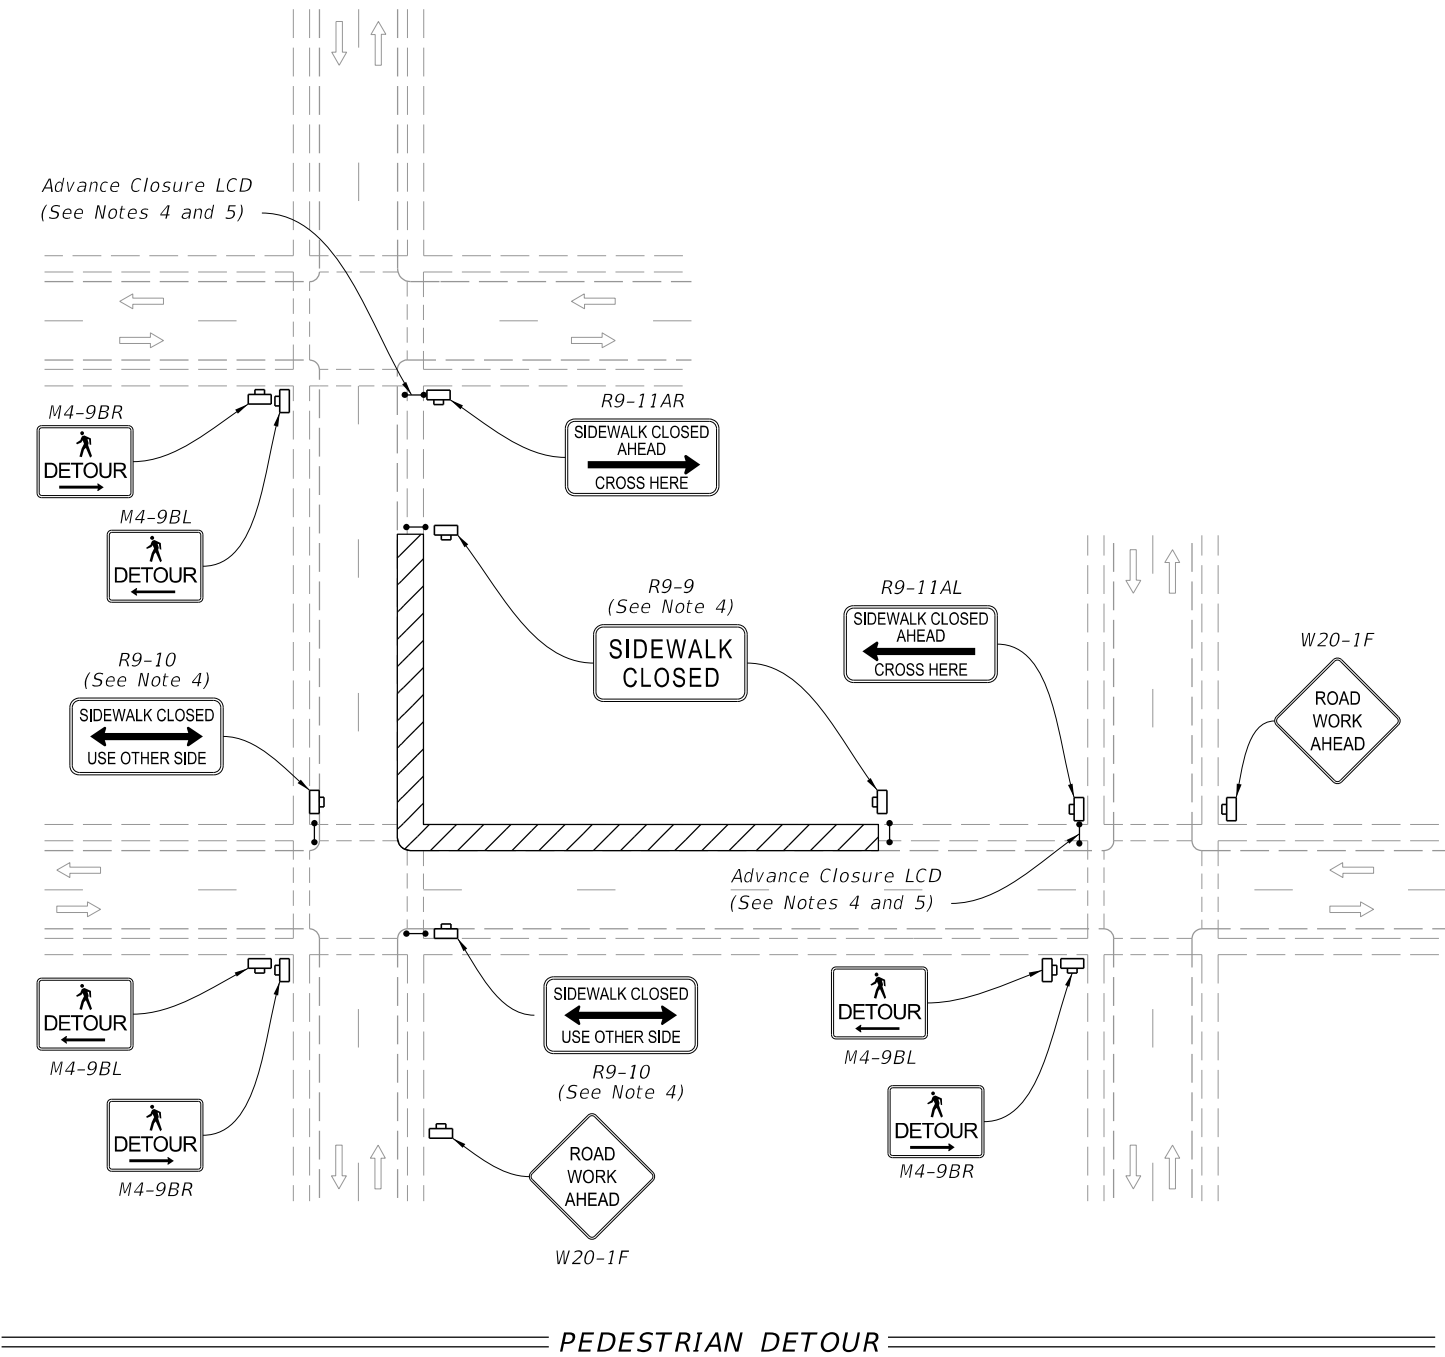 Advance Closure LCD
(See Notes 4 and 5)
M4-9BR
DETOUR
M4-9BL
DETOUR
R9-11AR
SIDEWALK CLOSED
AHEAD
CROSS HERE
R9-9
(See Note 4)
SIDEWALK
CLOSED
R9-11AL
SIDEWALK CLOSED
AHEAD
CROSS HERE
W20-1F
ROAD
WORK
AHEAD
R9-10
(See Note 4)
SIDEWALK CLOSED
USE OTHER SIDE
Advance Closure LCD
(See Notes 4 and 5)
DETOUR
M4-9BL
DETOUR
M4-9BR
SIDEWALK CLOSED
USE OTHER SIDE
R9-10
(See Note 4)
ROAD
WORK
AHEAD
W20-1F
DETOUR
M4-9BL
DETOUR
M4-9BR
PEDESTRIAN DETOUR